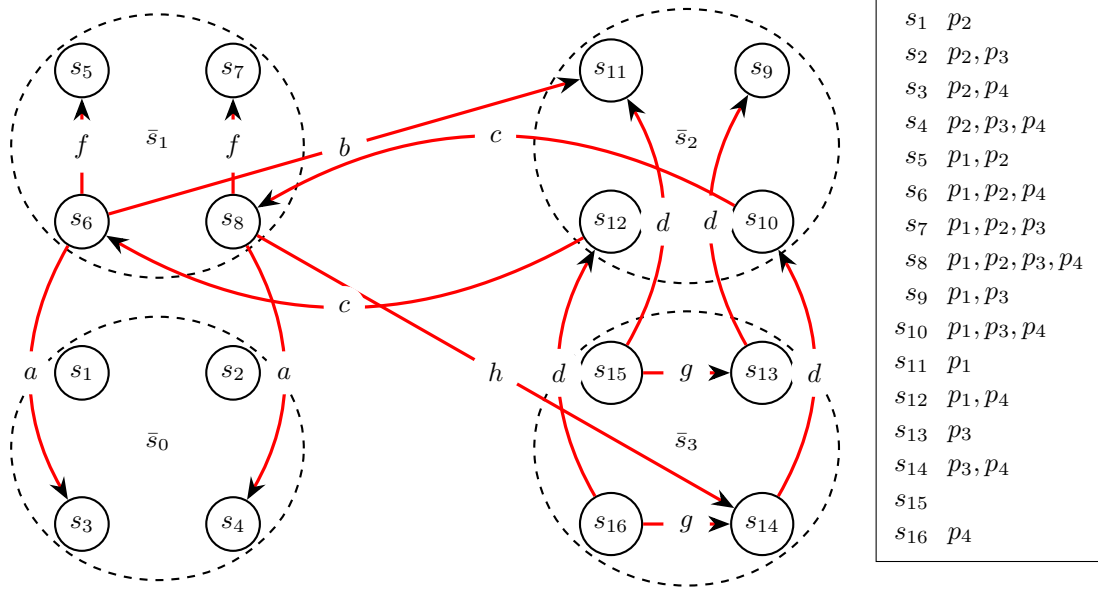 s₅ s₇ s₁₁ s₉
f s̄₁ f b c s̄₂
s₆ s₈ s₁₂ d d s₁₀
c
a s₁ s₂ a h d s₁₅ g s₁₃ d
s̄₀ s̄₃
s₃ s₄ s₁₆ g s₁₄
s₁ p₂
s₂ p₂, p₃
s₃ p₂, p₄
s₄ p₂, p₃, p₄
s₅ p₁, p₂
s₆ p₁, p₂, p₄
s₇ p₁, p₂, p₃
s₈ p₁, p₂, p₃, p₄
s₉ p₁, p₃
s₁₀ p₁, p₃, p₄
s₁₁ p₁
s₁₂ p₁, p₄
s₁₃ p₃
s₁₄ p₃, p₄
s₁₅
s₁₆ p₄